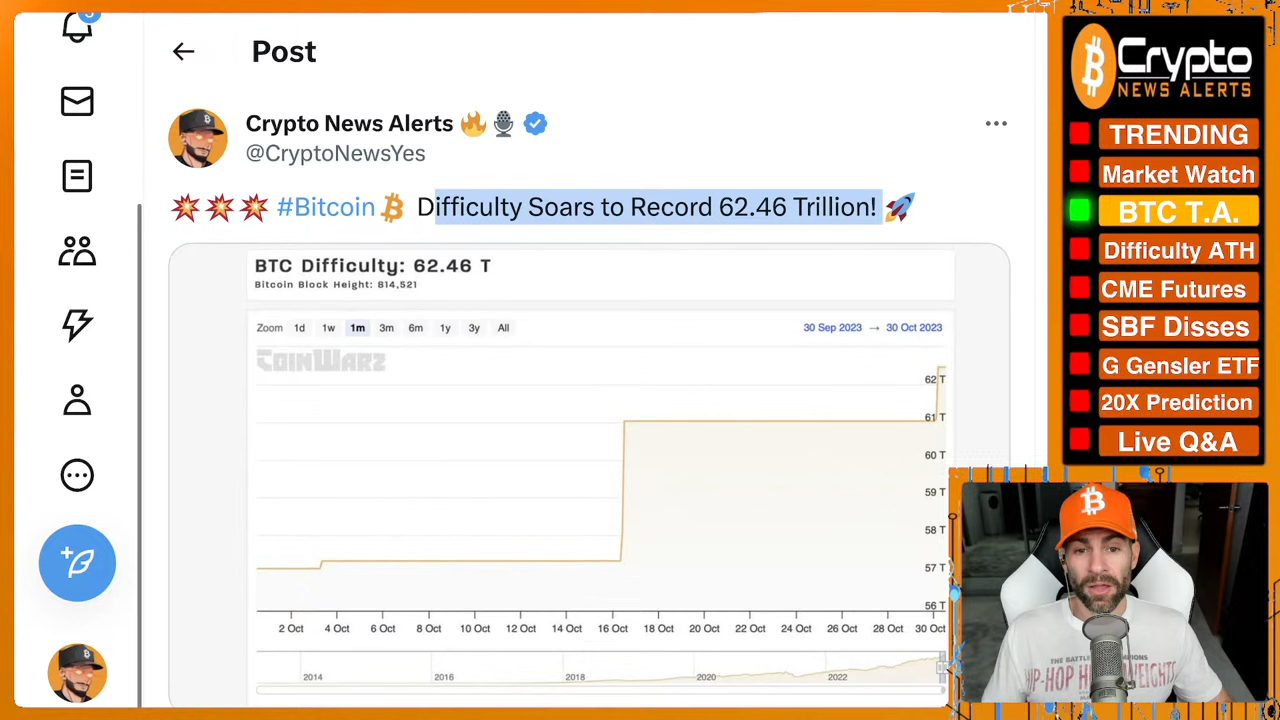 Post
Crypto News Alerts
@CryptoNewsYes
#Bitcoin Difficulty Soars to Record 62.46 Trillion!
BTC Difficulty: 62.46 T
Bitcoin Block Height: 814,521
Zoom 1d 1w 1m 3m 6m 1y 3y All
30 Sep 2023 → 30 Oct 2023
CoinWarz
62 T
61 T
60 T
59 T
58 T
57 T
56 T
2 Oct 4 Oct 6 Oct 8 Oct 10 Oct 12 Oct 14 Oct 16 Oct 18 Oct 20 Oct 22 Oct 24 Oct 26 Oct 28 Oct 30 Oct
2014 2016 2018 2020 2022
Crypto
NEWS ALERTS
TRENDING
Market Watch
BTC T.A.
Difficulty ATH
CME Futures
SBF Disses
G Gensler ETF
20X Prediction
Live Q&A